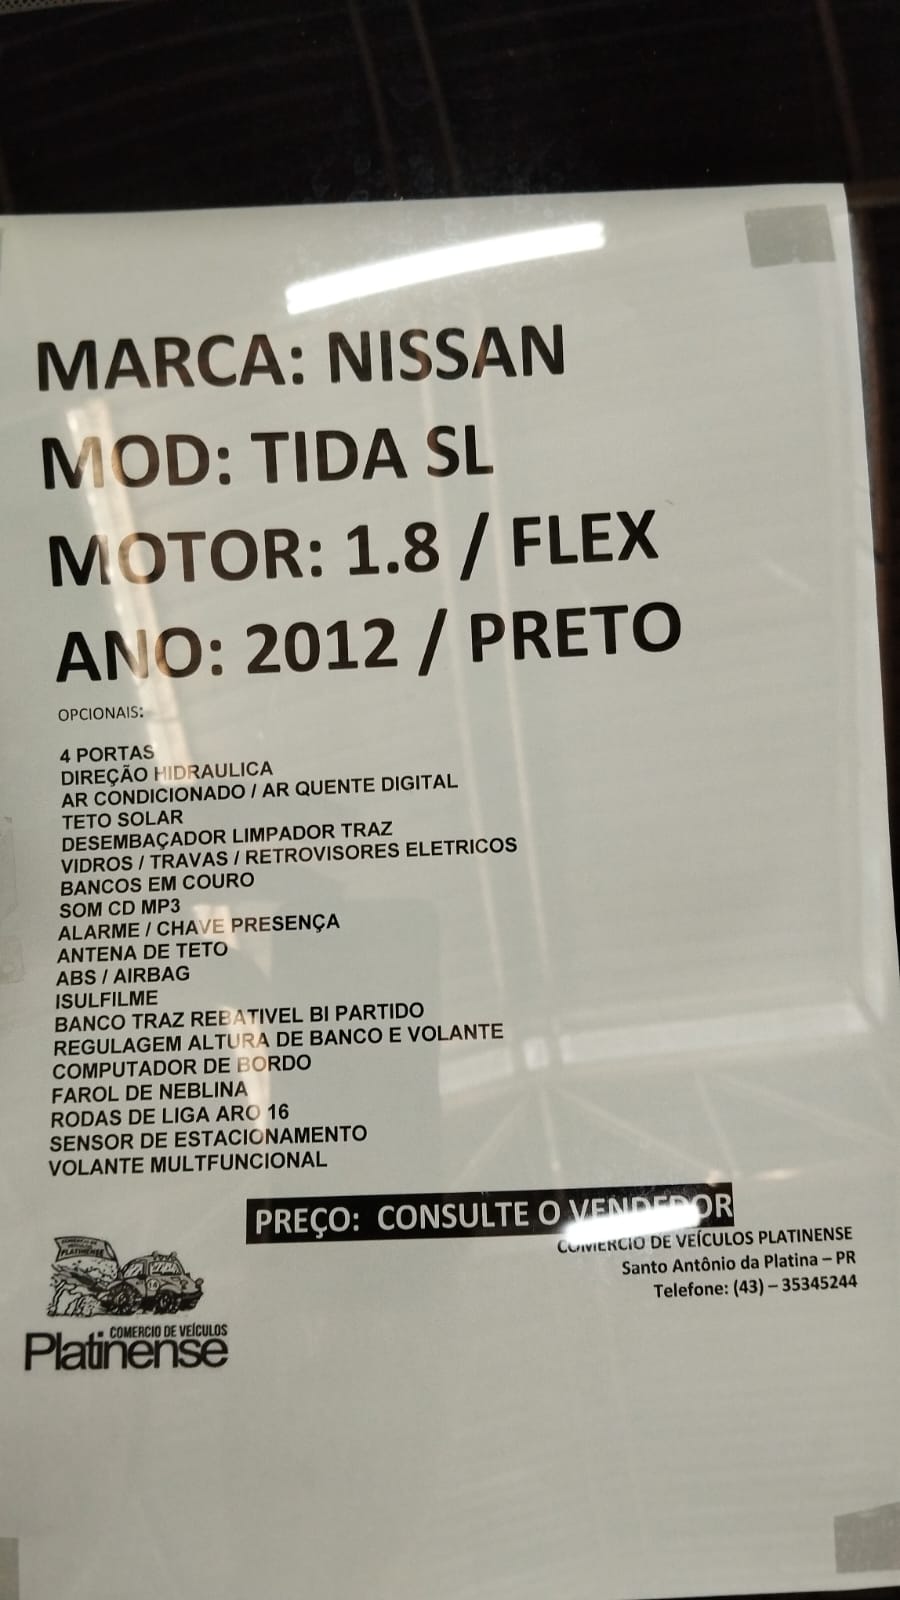 MARCA: NISSAN
MOD: TIDA SL
MOTOR: 1.8 / FLEX
ANO: 2012 / PRETO
OPCIONAIS:
4 PORTAS
DIREÇÃO HIDRAULICA
AR CONDICIONADO / AR QUENTE DIGITAL
TETO SOLAR
DESEMBAÇADOR LIMPADOR TRAZ
VIDROS / TRAVAS / RETROVISORES ELETRICOS
BANCOS EM COURO
SOM CD MP3
ALARME / CHAVE PRESENÇA
ANTENA DE TETO
ABS / AIRBAG
ISULFILME
BANCO TRAZ REBATIVEL BI PARTIDO
REGULAGEM ALTURA DE BANCO E VOLANTE
COMPUTADOR DE BORDO
FAROL DE NEBLINA
RODAS DE LIGA ARO 16
SENSOR DE ESTACIONAMENTO
VOLANTE MULTFUNCIONAL
PREÇO: CONSULTE O VENDEDOR
COMERCIO DE VEÍCULOS PLATINENSE
Santo Antônio da Platina – PR
Telefone: (43) – 35345244
PLATINENSE
COMERCIO DE VEÍCULOS
Platinense